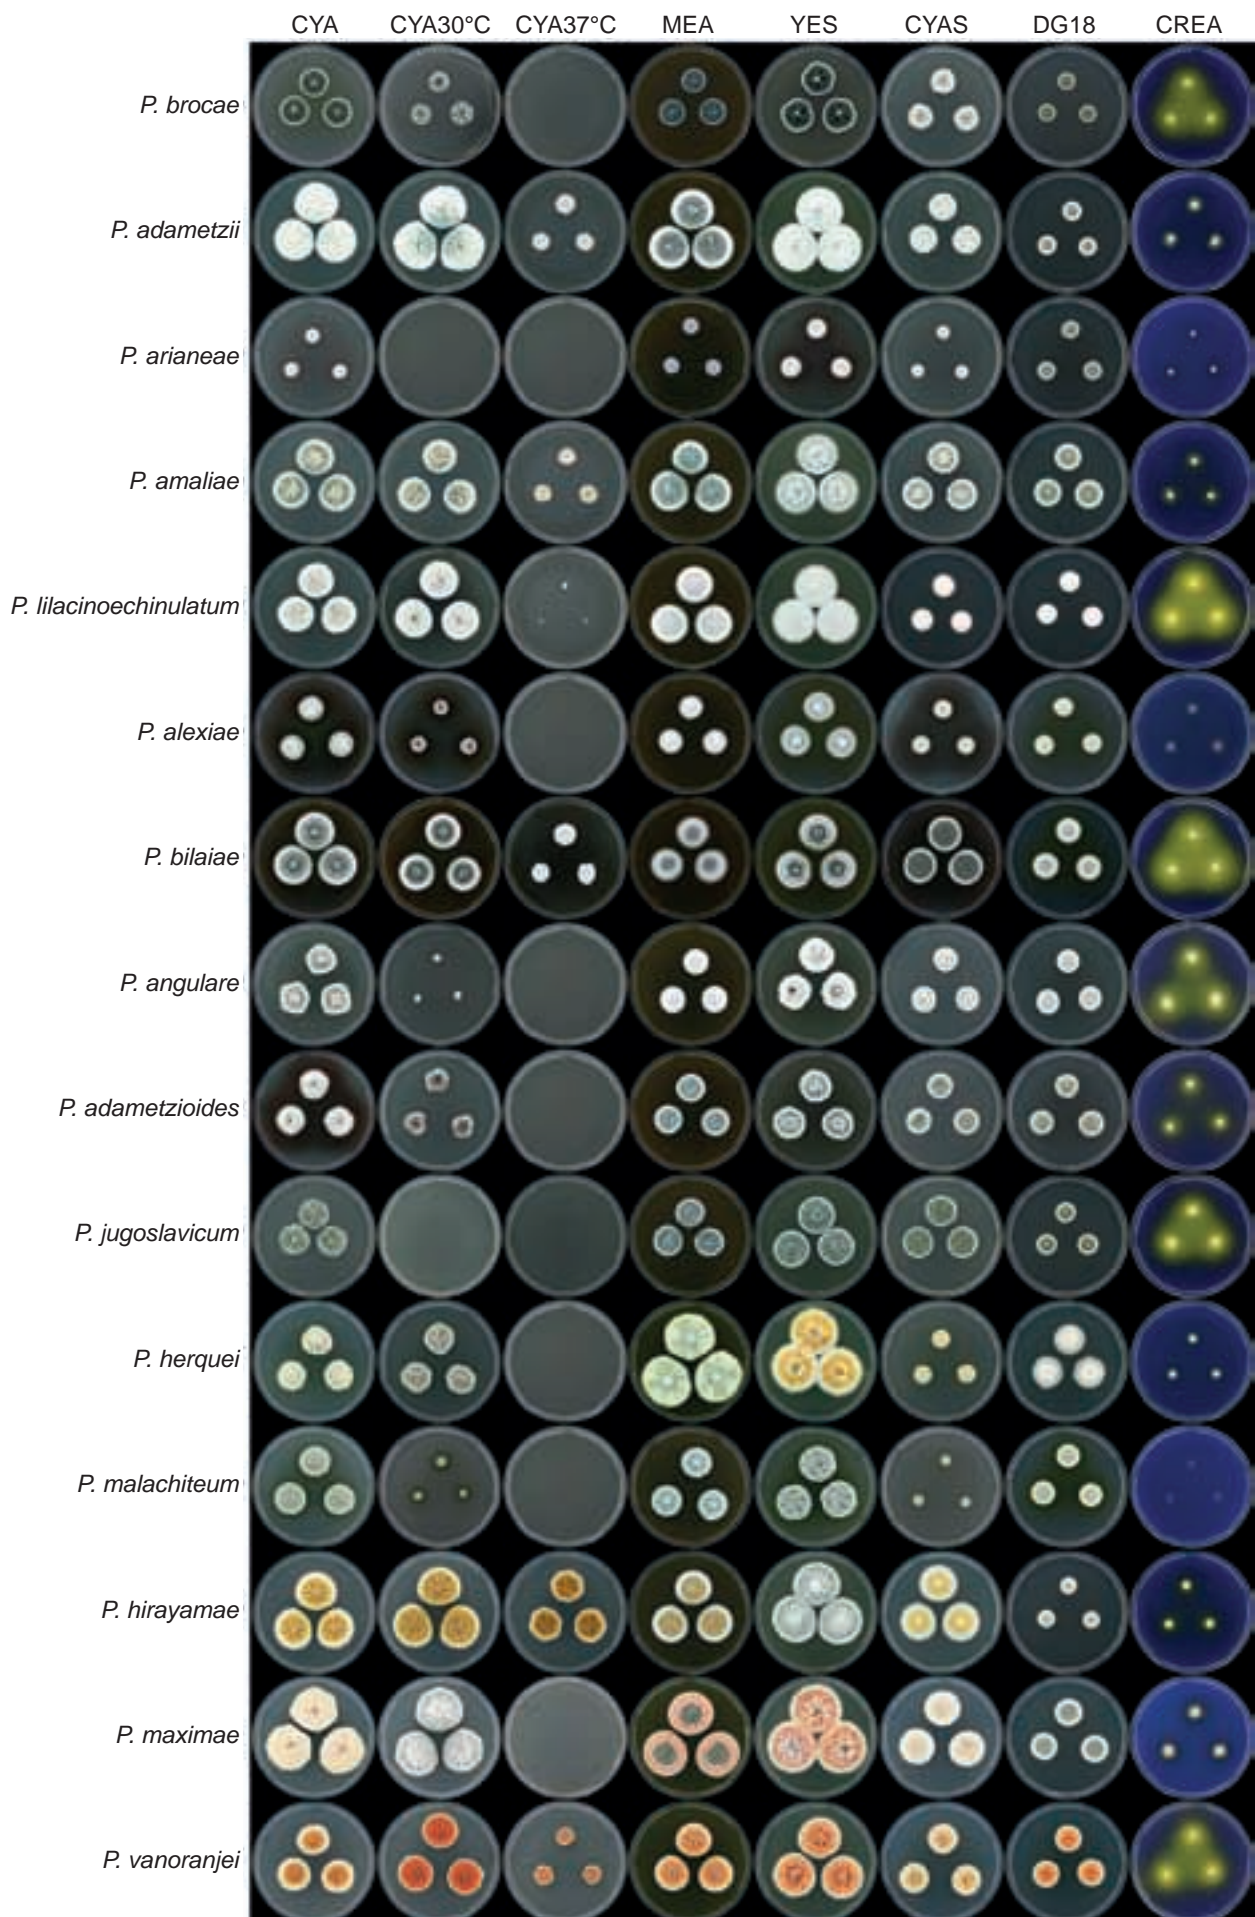 CYA CYA30°C CYA37°C MEA YES CYAS DG18 CREA
P. brocae
P. adametzii
P. arianeae
P. amaliae
P. lilacinoechinulatum
P. alexiae
P. bilaiae
P. angulare
P. adametzioides
P. jugoslavicum
P. herquei
P. malachiteum
P. hirayamae
P. maximae
P. vanoranjei